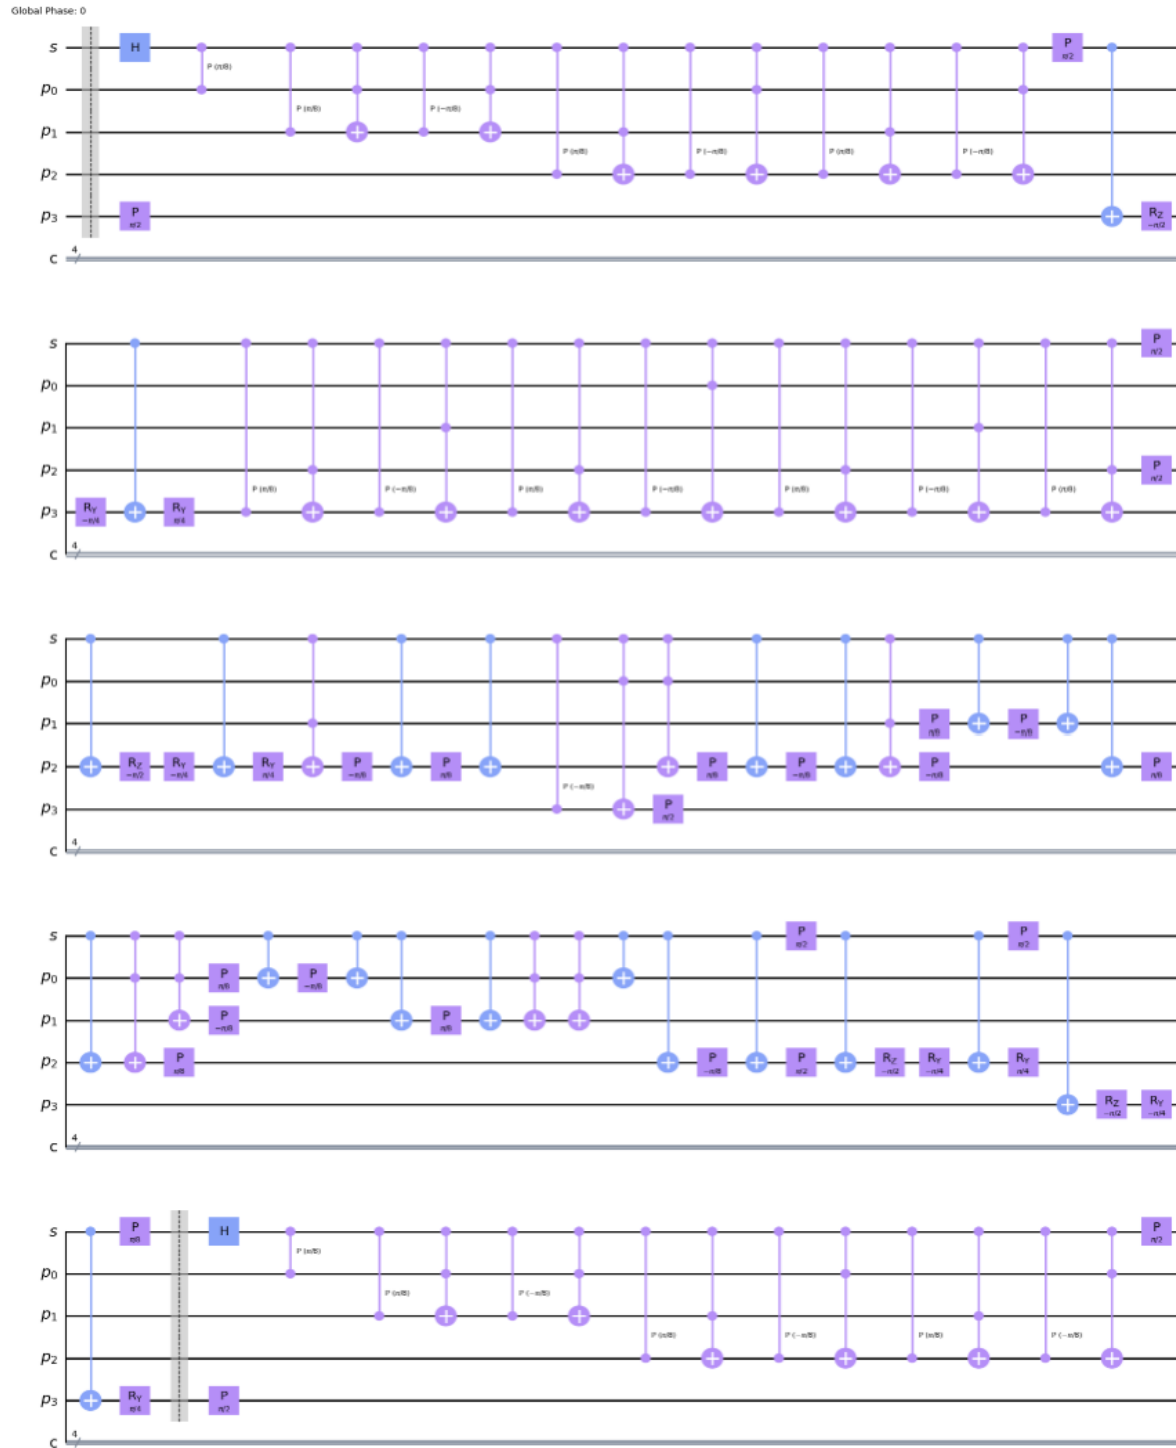 Global Phase: 0
s H P π/2
P (π/8)
p0
P (π/8) P (−π/8)
p1
P (π/8) P (−π/8) P (π/8) P (−π/8)
p2
p3 P π/2 RZ −π/2
4
c
s P π/2
p0
p1
p2 P π/2
P (π/8) P (−π/8) P (π/8) P (−π/8) P (π/8) P (−π/8) P (π/8)
p3 RY −π/4 RY π/4
4
c
s
p0
p1 P π/8 P −π/8
p2 RZ −π/2 RY −π/4 RY π/4 P −π/8 P π/8 P π/8 P −π/8 P −π/8 P π/8
P (−π/8)
p3 P π/2
4
c
s P π/2 P π/2
p0 P π/8 P −π/8
p1 P −π/8 P π/8
p2 P π/8 P −π/8 P π/2 RZ −π/2 RY −π/4 RY π/4
p3 RZ −π/2 RY −π/4
4
c
s P π/8 H P π/2
P (π/8)
p0
P (π/8) P (−π/8)
p1
P (π/8) P (−π/8) P (π/8) P (−π/8)
p2
p3 RY π/4 P π/2
4
c